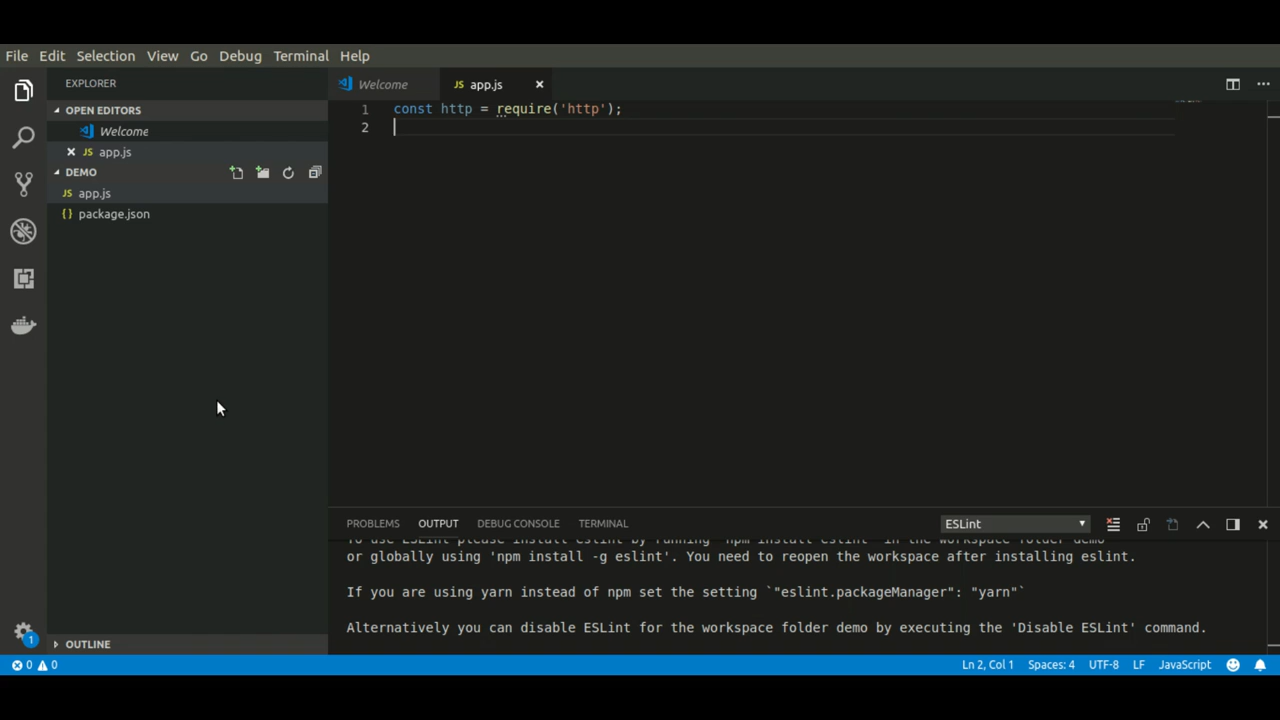 File Edit Selection View Go Debug Terminal Help
EXPLORER
OPEN EDITORS
Welcome
JS app.js
DEMO
JS app.js
{} package.json
OUTLINE
Welcome
JS app.js
1 const http = require('http');
2
PROBLEMS OUTPUT DEBUG CONSOLE TERMINAL
ESLint
To use ESLint please install eslint by running 'npm install eslint' in the workspace folder demo
or globally using 'npm install -g eslint'. You need to reopen the workspace after installing eslint.
If you are using yarn instead of npm set the setting `"eslint.packageManager": "yarn"`
Alternatively you can disable ESLint for the workspace folder demo by executing the 'Disable ESLint' command.
1
0 0
Ln 2, Col 1 Spaces: 4 UTF-8 LF JavaScript